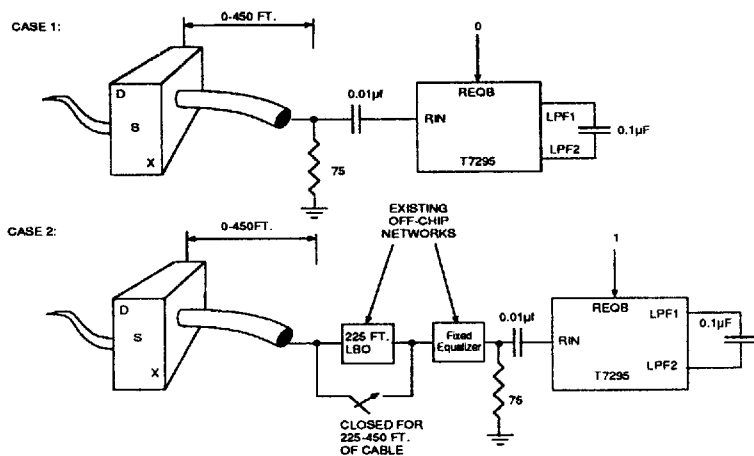 CASE 1:
0-450 FT.
0
D
S
X
0.01µf
REQB
RIN
LPF1
LPF2
0.1µF
T7295
75
CASE 2:
0-450FT.
EXISTING
OFF-CHIP
NETWORKS
1
D
S
X
225 FT.
LBO
Fixed
Equalizer
0.01µf
REQB
RIN
LPF1
LPF2
0.1µF
T7295
75
CLOSED FOR
225-450 FT.
OF CABLE